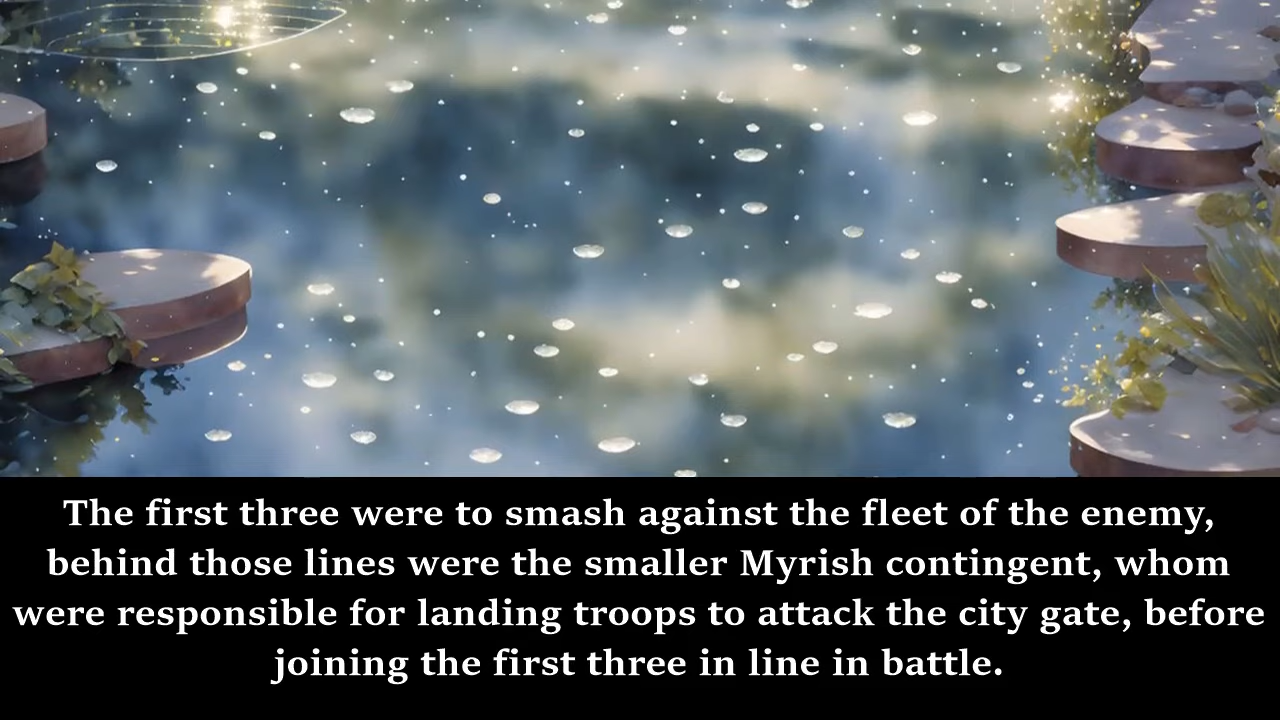 The first three were to smash against the fleet of the enemy,
behind those lines were the smaller Myrish contingent, whom
were responsible for landing troops to attack the city gate, before
joining the first three in line in battle.